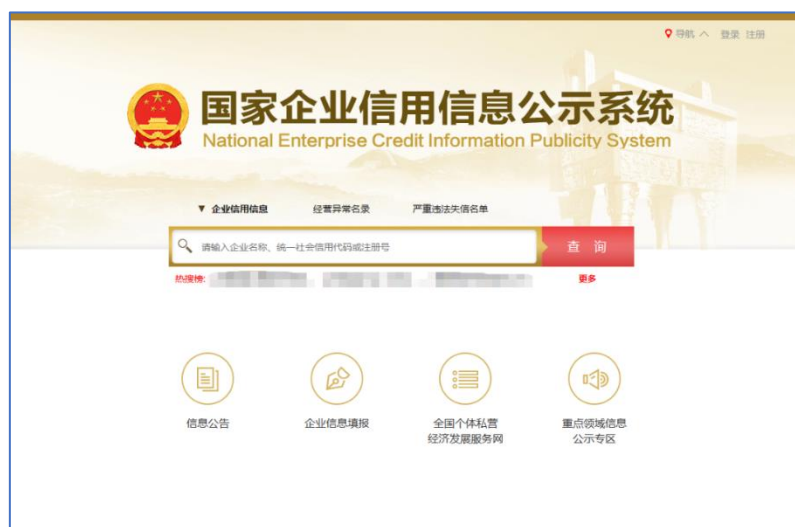 导航 登录 注册
国家企业信用信息公示系统
National Enterprise Credit Information Publicity System
企业信用信息 经营异常名录 严重违法失信名单
请输入企业名称、统一社会信用代码或注册号 查询
热搜榜: 更多
信息公告 企业信息填报 全国个体私营 重点领域信息
经济发展服务网 公示专区